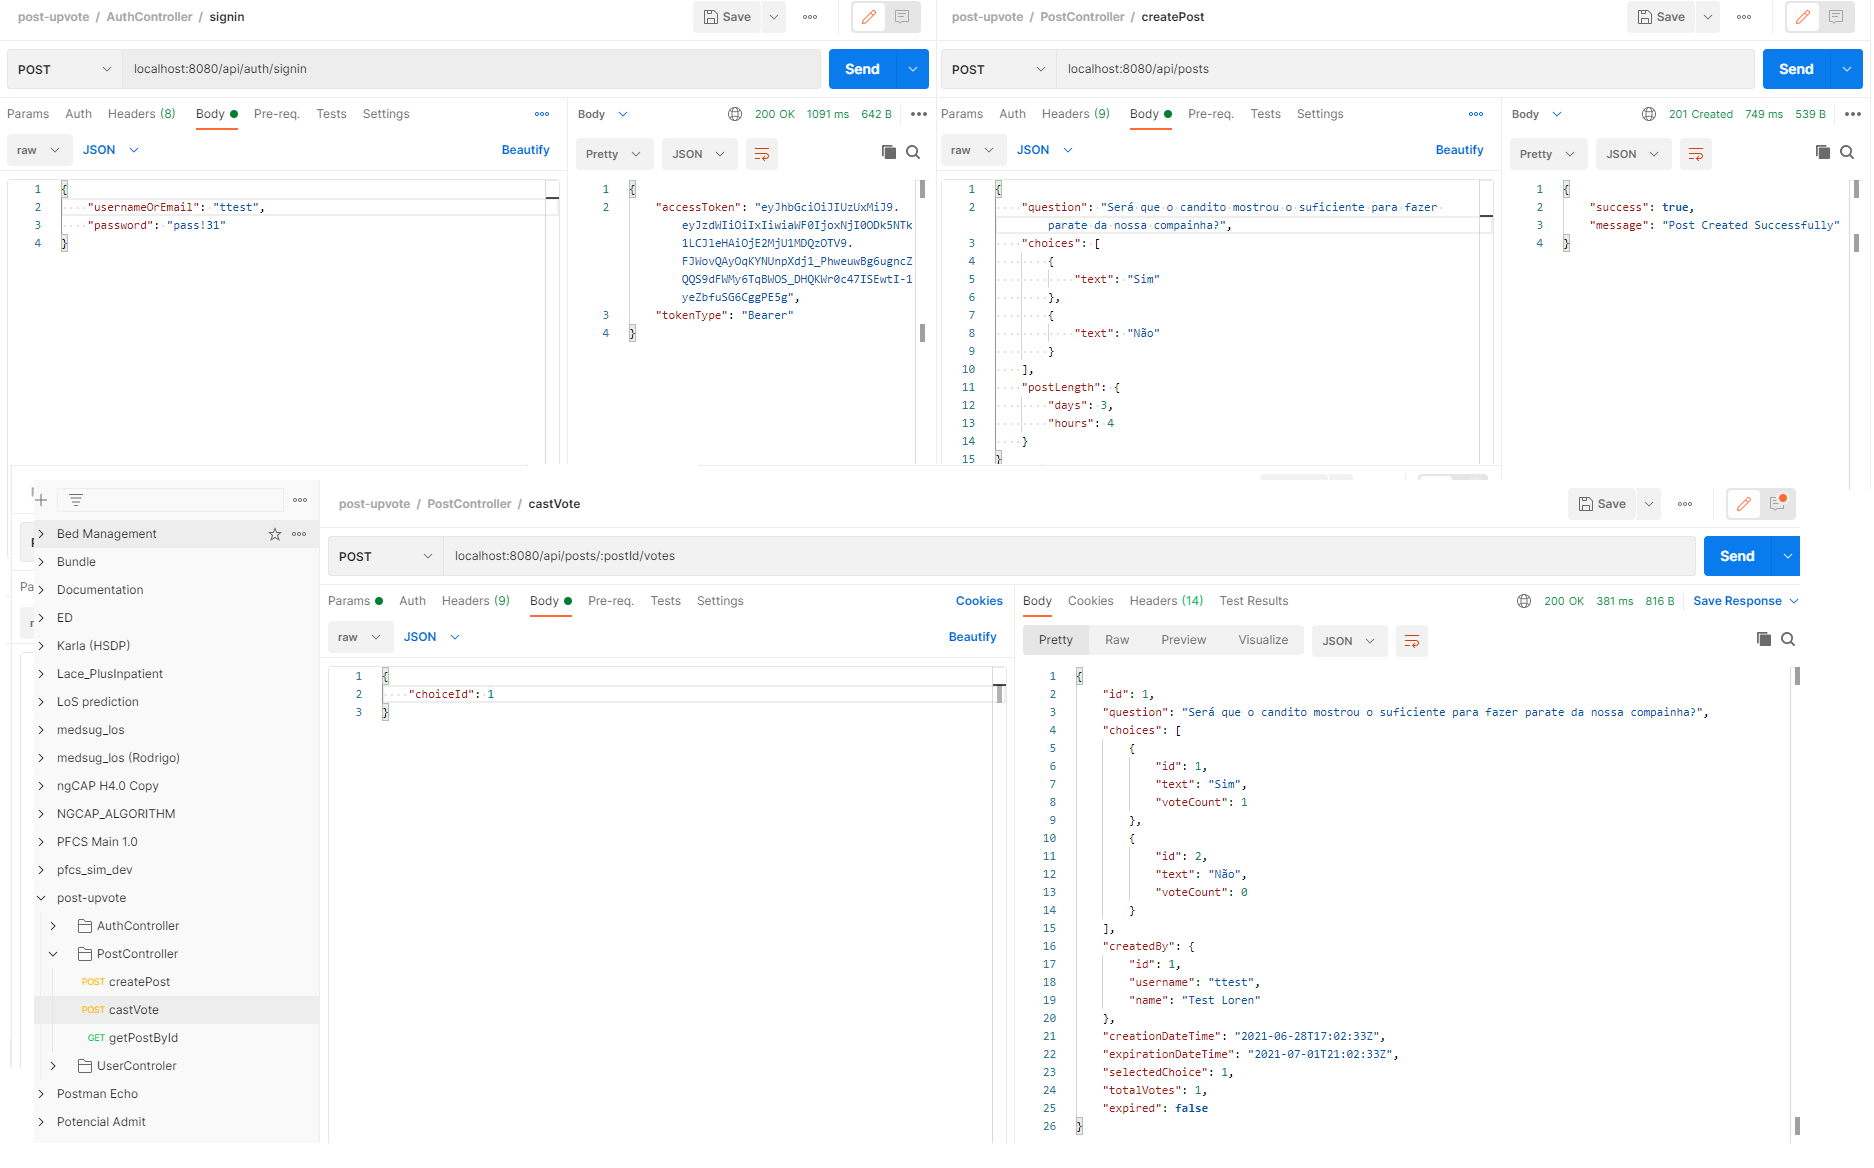 post-upvote / AuthController / signin
Save
POST
localhost:8080/api/auth/signin
Send
Params Auth Headers (8) Body Pre-req. Tests Settings
raw JSON Beautify
1 {
2 "usernameOrEmail": "ttest",
3 "password": "pass!31"
4 }
Body 200 OK 1091 ms 642 B
Pretty JSON
1 {
2 "accessToken": "eyJhbGciOiJIUzUxMiJ9.
eyJzdWIiOiIxIiwiaWF0IjoxNjI0ODk5NTk
1LCJleHAiOjE2MjU1MDQzOTV9.
FJWovQAyOqKYNUnpXdj1_PhweuwBg6ugncZ
QQS9dFWMy6TqBWOS_DHQKWr0c47ISEwtI-1
yeZbfuSG6CggPE5g",
3 "tokenType": "Bearer"
4 }
post-upvote / PostController / createPost
Save
POST
localhost:8080/api/posts
Send
Params Auth Headers (9) Body Pre-req. Tests Settings
raw JSON Beautify
1 {
2 "question": "Será que o candito mostrou o suficiente para fazer
parate da nossa compainha?",
3 "choices": [
4 {
5 "text": "Sim"
6 },
7 {
8 "text": "Não"
9 }
10 ],
11 "postLength": {
12 "days": 3,
13 "hours": 4
14 }
15 }
Body 201 Created 749 ms 539 B
Pretty JSON
1 {
2 "success": true,
3 "message": "Post Created Successfully"
4 }
Pa
Bed Management
Bundle
Documentation
ED
Karla (HSDP)
Lace_PlusInpatient
LoS prediction
medsug_los
medsug_los (Rodrigo)
ngCAP H4.0 Copy
NGCAP_ALGORITHM
PFCS Main 1.0
pfcs_sim_dev
post-upvote
AuthController
PostController
POST createPost
POST castVote
GET getPostById
UserControler
Postman Echo
Potencial Admit
post-upvote / PostController / castVote
Save
POST
localhost:8080/api/posts/:postId/votes
Send
Params Auth Headers (9) Body Pre-req. Tests Settings Cookies
raw JSON Beautify
1 {
2 "choiceId": 1
3 }
Body Cookies Headers (14) Test Results 200 OK 381 ms 816 B Save Response
Pretty Raw Preview Visualize JSON
1 {
2 "id": 1,
3 "question": "Será que o candito mostrou o suficiente para fazer parate da nossa compainha?",
4 "choices": [
5 {
6 "id": 1,
7 "text": "Sim",
8 "voteCount": 1
9 },
10 {
11 "id": 2,
12 "text": "Não",
13 "voteCount": 0
14 }
15 ],
16 "createdBy": {
17 "id": 1,
18 "username": "ttest",
19 "name": "Test Loren"
20 },
21 "creationDateTime": "2021-06-28T17:02:33Z",
22 "expirationDateTime": "2021-07-01T21:02:33Z",
23 "selectedChoice": 1,
24 "totalVotes": 1,
25 "expired": false
26 }